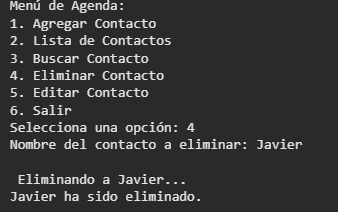 Menú de Agenda:
1. Agregar Contacto
2. Lista de Contactos
3. Buscar Contacto
4. Eliminar Contacto
5. Editar Contacto
6. Salir
Selecciona una opción: 4
Nombre del contacto a eliminar: Javier
Eliminando a Javier...
Javier ha sido eliminado.